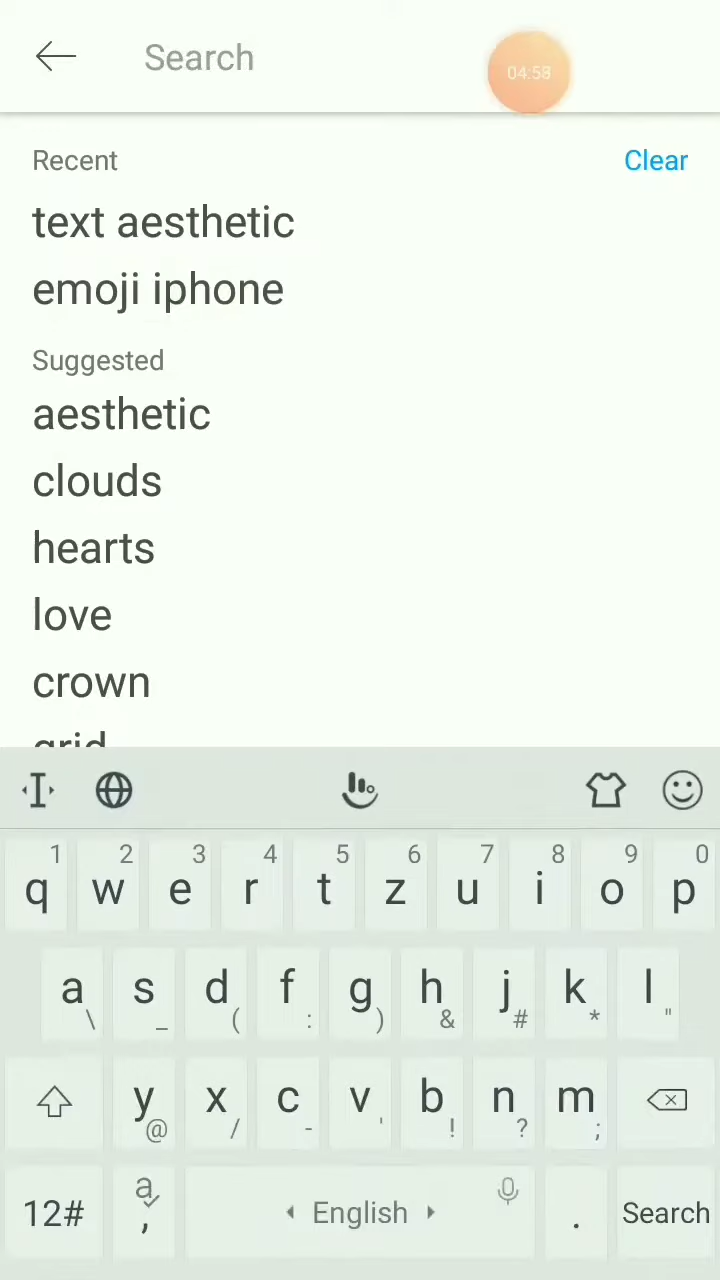 Search
04:58
Recent Clear
text aesthetic
emoji iphone
Suggested
aesthetic
clouds
hearts
love
crown
grid
1 2 3 4 5 6 7 8 9 0
q w e r t z u i o p
a s d f g h j k l
\ _ ( : ) & # * "
y x c v b n m
@ / - ' ! ? ;
12# a , English . Search